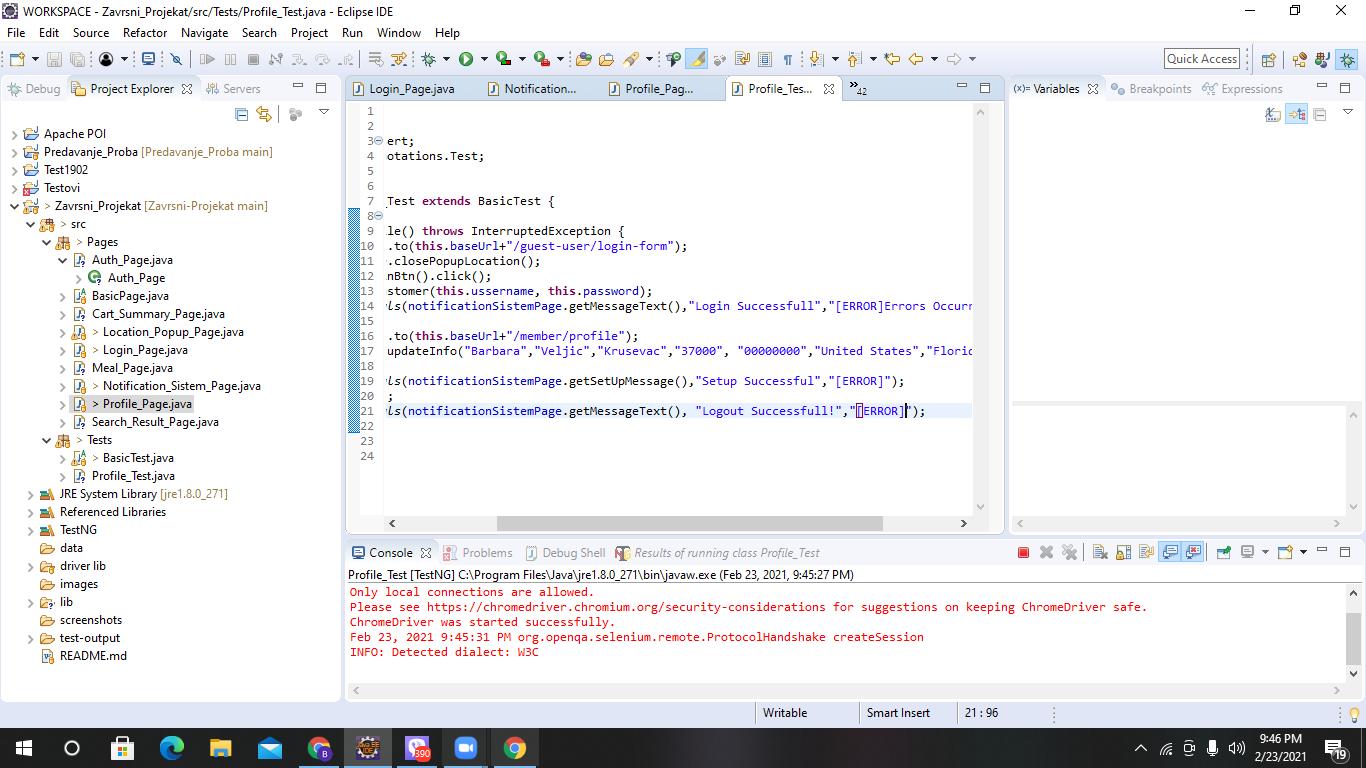 WORKSPACE - Zavrsni_Projekat/src/Tests/Profile_Test.java - Eclipse IDE
File Edit Source Refactor Navigate Search Project Run Window Help
Quick Access
Debug Project Explorer Servers
Login_Page.java Notification... Profile_Pag... Profile_Tes... »42
(x)= Variables Breakpoints Expressions
Apache POI
Predavanje_Proba [Predavanje_Proba main]
Test1902
Testovi
> Zavrsni_Projekat [Zavrsni-Projekat main]
> src
> Pages
Auth_Page.java
Auth_Page
BasicPage.java
Cart_Summary_Page.java
> Location_Popup_Page.java
> Login_Page.java
Meal_Page.java
> Notification_Sistem_Page.java
> Profile_Page.java
Search_Result_Page.java
> Tests
> BasicTest.java
Profile_Test.java
JRE System Library [jre1.8.0_271]
Referenced Libraries
TestNG
data
driver lib
images
lib
screenshots
test-output
README.md
1
2
3 ert;
4 otations.Test;
5
6
7 _Test extends BasicTest {
8
9 le() throws InterruptedException {
10 .to(this.baseUrl+"/guest-user/login-form");
11 .closePopupLocation();
12 nBtn().click();
13 stomer(this.ussername, this.password);
14 ls(notificationSistemPage.getMessageText(),"Login Successfull","[ERROR]Errors Occurr
15
16 .to(this.baseUrl+"/member/profile");
17 updateInfo("Barbara","Veljic","Krusevac","37000", "00000000","United States","Florid
18
19 ls(notificationSistemPage.getSetUpMessage(),"Setup Successful","[ERROR]");
20 ;
21 ls(notificationSistemPage.getMessageText(), "Logout Successfull!","[ERROR]");
22
23
24
Console Problems Debug Shell Results of running class Profile_Test
Profile_Test [TestNG] C:\Program Files\Java\jre1.8.0_271\bin\javaw.exe (Feb 23, 2021, 9:45:27 PM)
Only local connections are allowed.
Please see https://chromedriver.chromium.org/security-considerations for suggestions on keeping ChromeDriver safe.
ChromeDriver was started successfully.
Feb 23, 2021 9:45:31 PM org.openqa.selenium.remote.ProtocolHandshake createSession
INFO: Detected dialect: W3C
Writable Smart Insert 21 : 96
B
JAVA EE IDE
390
9:46 PM
2/23/2021
19